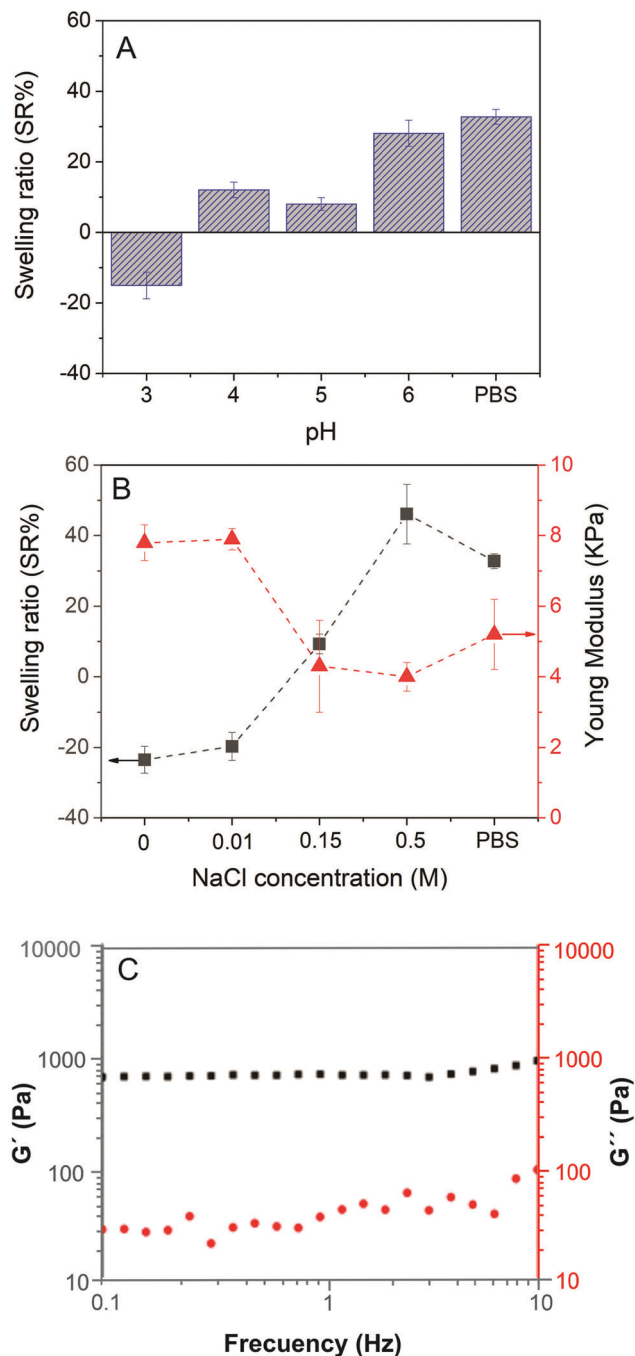 A
Swelling ratio (SR%)
60
40
20
0
-20
-40
3 4 5 6 PBS
pH
B
Swelling ratio (SR%)
60
40
20
0
-20
-40
Young Modulus (KPa)
10
8
6
4
2
0
0 0.01 0.15 0.5 PBS
NaCl concentration (M)
C
G´ (Pa)
10000
1000
100
10
G´´ (Pa)
10000
1000
100
10
0.1 1 10
Frecuency (Hz)